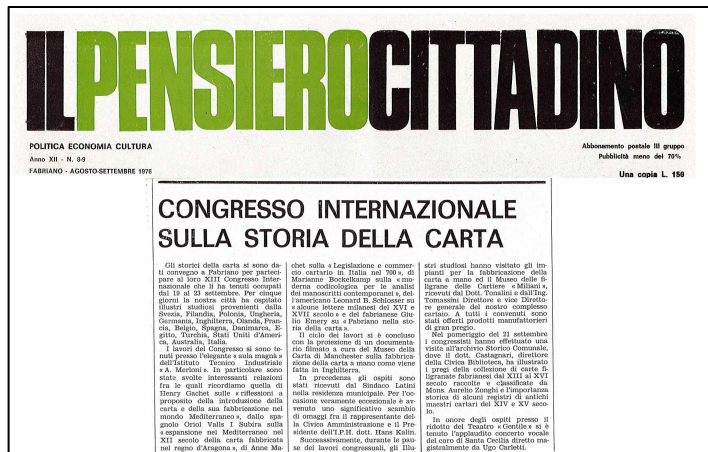 IL PENSIERO CITTADINO
POLITICA ECONOMIA CULTURA
Anno XII - N. 8-9
FABRIANO - AGOSTO-SETTEMBRE 1976
Abbonamento postale III gruppo
Pubblicità meno del 70%
Una copia L. 150
CONGRESSO INTERNAZIONALE
SULLA STORIA DELLA CARTA
Gli storici della carta si sono da-
ti convegno a Fabriano per parteci-
pare al loro XIII Congresso Inter-
nazionale che li ha tenuti occupati
dal 19 al 23 settembre. Per cinque
giorni la nostra città ha ospitato
illustri studiosi provenienti dalla
Svezia, Filandia, Polonia, Ungheria,
Germania, Inghilterra, Olanda, Fran-
cia, Belgio, Spagna, Danimarca, E-
gitto, Turchia, Stati Uniti d'Ameri-
ca, Australia, Italia.
I lavori del Congresso si sono te-
nuti presso l'elegante « aula magna »
dell'Istituto Tecnico Industriale
« A. Merloni ». In particolare sono
state svolte interessanti relazioni
fra le quali ricordiamo quella di
Henry Gachet sulle « riflessioni a
proposito della introduzione della
carta e della sua fabbricazione nel
mondo Mediterraneo », dallo spa-
gnolo Oriol Valls I Subira sulla
« espansione nel Mediterraneo nel
XII secolo della carta fabbricata
nel regno d'Aragona », di Anne Ma-
chet sulla « Legislazione e commer-
cio cartario in Italia nel 700 », di
Marianne Bockelkamp sulla « mo-
derna codicologica per le analisi
dei manoscritti contemporanei », del-
l'americano Leonard B. Schlosser su
« alcune lettere milanesi del XVI e
XVII secolo » e del fabrianese Giu-
lio Emery su « Fabriano nella sto-
ria della carta ».
Il ciclo dei lavori si è concluso
con la proiesione di un documenta-
rio filmato a cura del Museo della
Carta di Manchester sulla fabbrica-
zione della carta a mano come viene
fatta in Inghilterra.
In precedenza gli ospiti sono
stati ricevuti dal Sindaco Latini
nella residenza municipale. Per l'oc-
casione veramente eccezionale è av-
venuto uno significativo scambio
di omaggi fra il rappresentante del-
la Civica Amministrazione e il Pre-
sidente dell'I.P.H. dott. Hans Kalin.
Successivamente, durante le pau-
se dei lavori congressuali, gli Illu-
stri studiosi hanno visitato gli im-
pianti per la fabbricazione della
carta a mano ed il Museo delle fi-
ligrane delle Cartiere « Miliani »,
ricevuti dai Dott. Tonalini e dall'Ing.
Tomassini Direttore e vice Diretto-
re generale del nostro complesso
cartaio. A tutti i convenuti sono
stati offerti prodotti manufattorieri
di gran pregio.
Nel pomeriggio del 21 settembre
i congressisti hanno effettuato una
visita all'archivio Storico Comunale,
dove il dott. Castagnari, direttore
della Civica Biblioteca, ha illustrato
i pregi della collezione di carte fi-
ligranate fabrianesi dal XIII al XVI
secolo raccolte e classificate da
Mons. Aurelio Zonghi e l'importanza
storica di alcuni registri di antichi
maestri cartari del XIV e XV seco-
lo.
In onore degli ospiti presso il
ridotto del Teatro « Gentile » si è
tenuto l'applaudito concerto vocale
del coro di Santa Cecilia diretto ma-
gistralmente da Ugo Carletti.